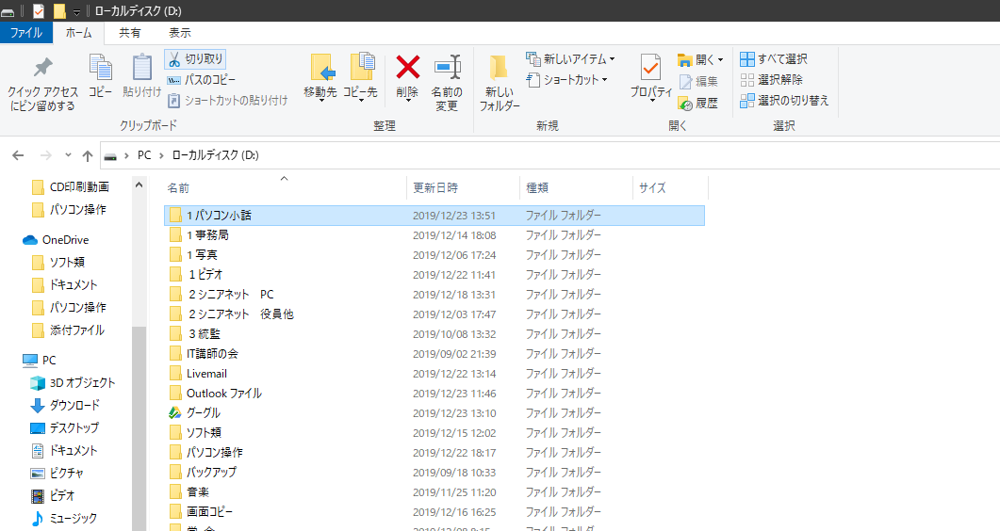 ローカルディスク (D:)
ファイル ホーム 共有 表示
クイック アクセス
にピン留めする
コピー
貼り付け
切り取り
パスのコピー
ショートカットの貼り付け
クリップボード
移動先
コピー先
削除
名前の
変更
整理
新しい
フォルダー
新しいアイテム
ショートカット
新規
プロパティ
開く
編集
履歴
開く
すべて選択
選択解除
選択の切り替え
選択
PC ローカルディスク (D:)
CD印刷動画
パソコン操作
OneDrive
ソフト類
ドキュメント
パソコン操作
添付ファイル
PC
3D オブジェクト
ダウンロード
デスクトップ
ドキュメント
ピクチャ
ビデオ
ミュージック
名前 更新日時 種類 サイズ
1 パソコン小話 2019/12/23 13:51 ファイル フォルダー
1 事務局 2019/12/14 18:08 ファイル フォルダー
1 写真 2019/12/06 17:24 ファイル フォルダー
１ビデオ 2019/12/22 11:41 ファイル フォルダー
２シニアネット　PC 2019/12/18 13:31 ファイル フォルダー
２シニアネット　役員他 2019/12/03 17:47 ファイル フォルダー
３統監 2019/10/08 13:32 ファイル フォルダー
IT講師の会 2019/09/02 21:39 ファイル フォルダー
Livemail 2019/12/22 13:14 ファイル フォルダー
Outlook ファイル 2019/12/23 11:46 ファイル フォルダー
グーグル 2019/12/23 13:10 ファイル フォルダー
ソフト類 2019/12/15 12:02 ファイル フォルダー
パソコン操作 2019/12/22 18:17 ファイル フォルダー
バックアップ 2019/09/18 10:33 ファイル フォルダー
音楽 2019/11/25 11:20 ファイル フォルダー
画面コピー 2019/12/16 16:25 ファイル フォルダー